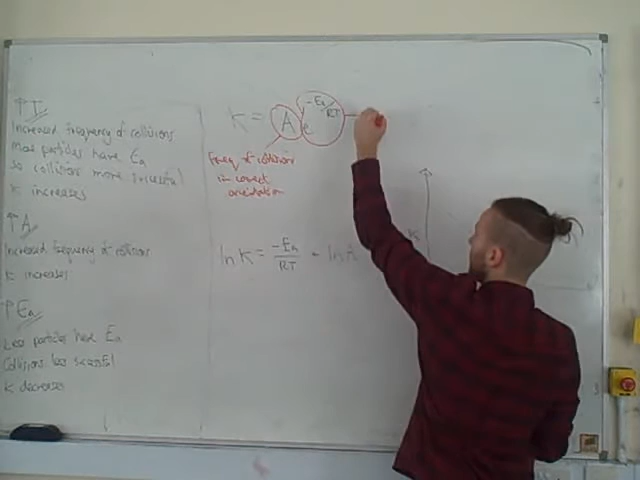 ↑T
Increased frequency of collisions
More particles have Ea
so collisions more successful
K increases
↑A
Increased frequency of collisions
K increases
↑Ea
Less particles have Ea
Collisions less sucessful
K decreases
K = A e^-Ea/RT
Freq of collisions
in correct
orientation
ln K = -Ea/RT + ln A